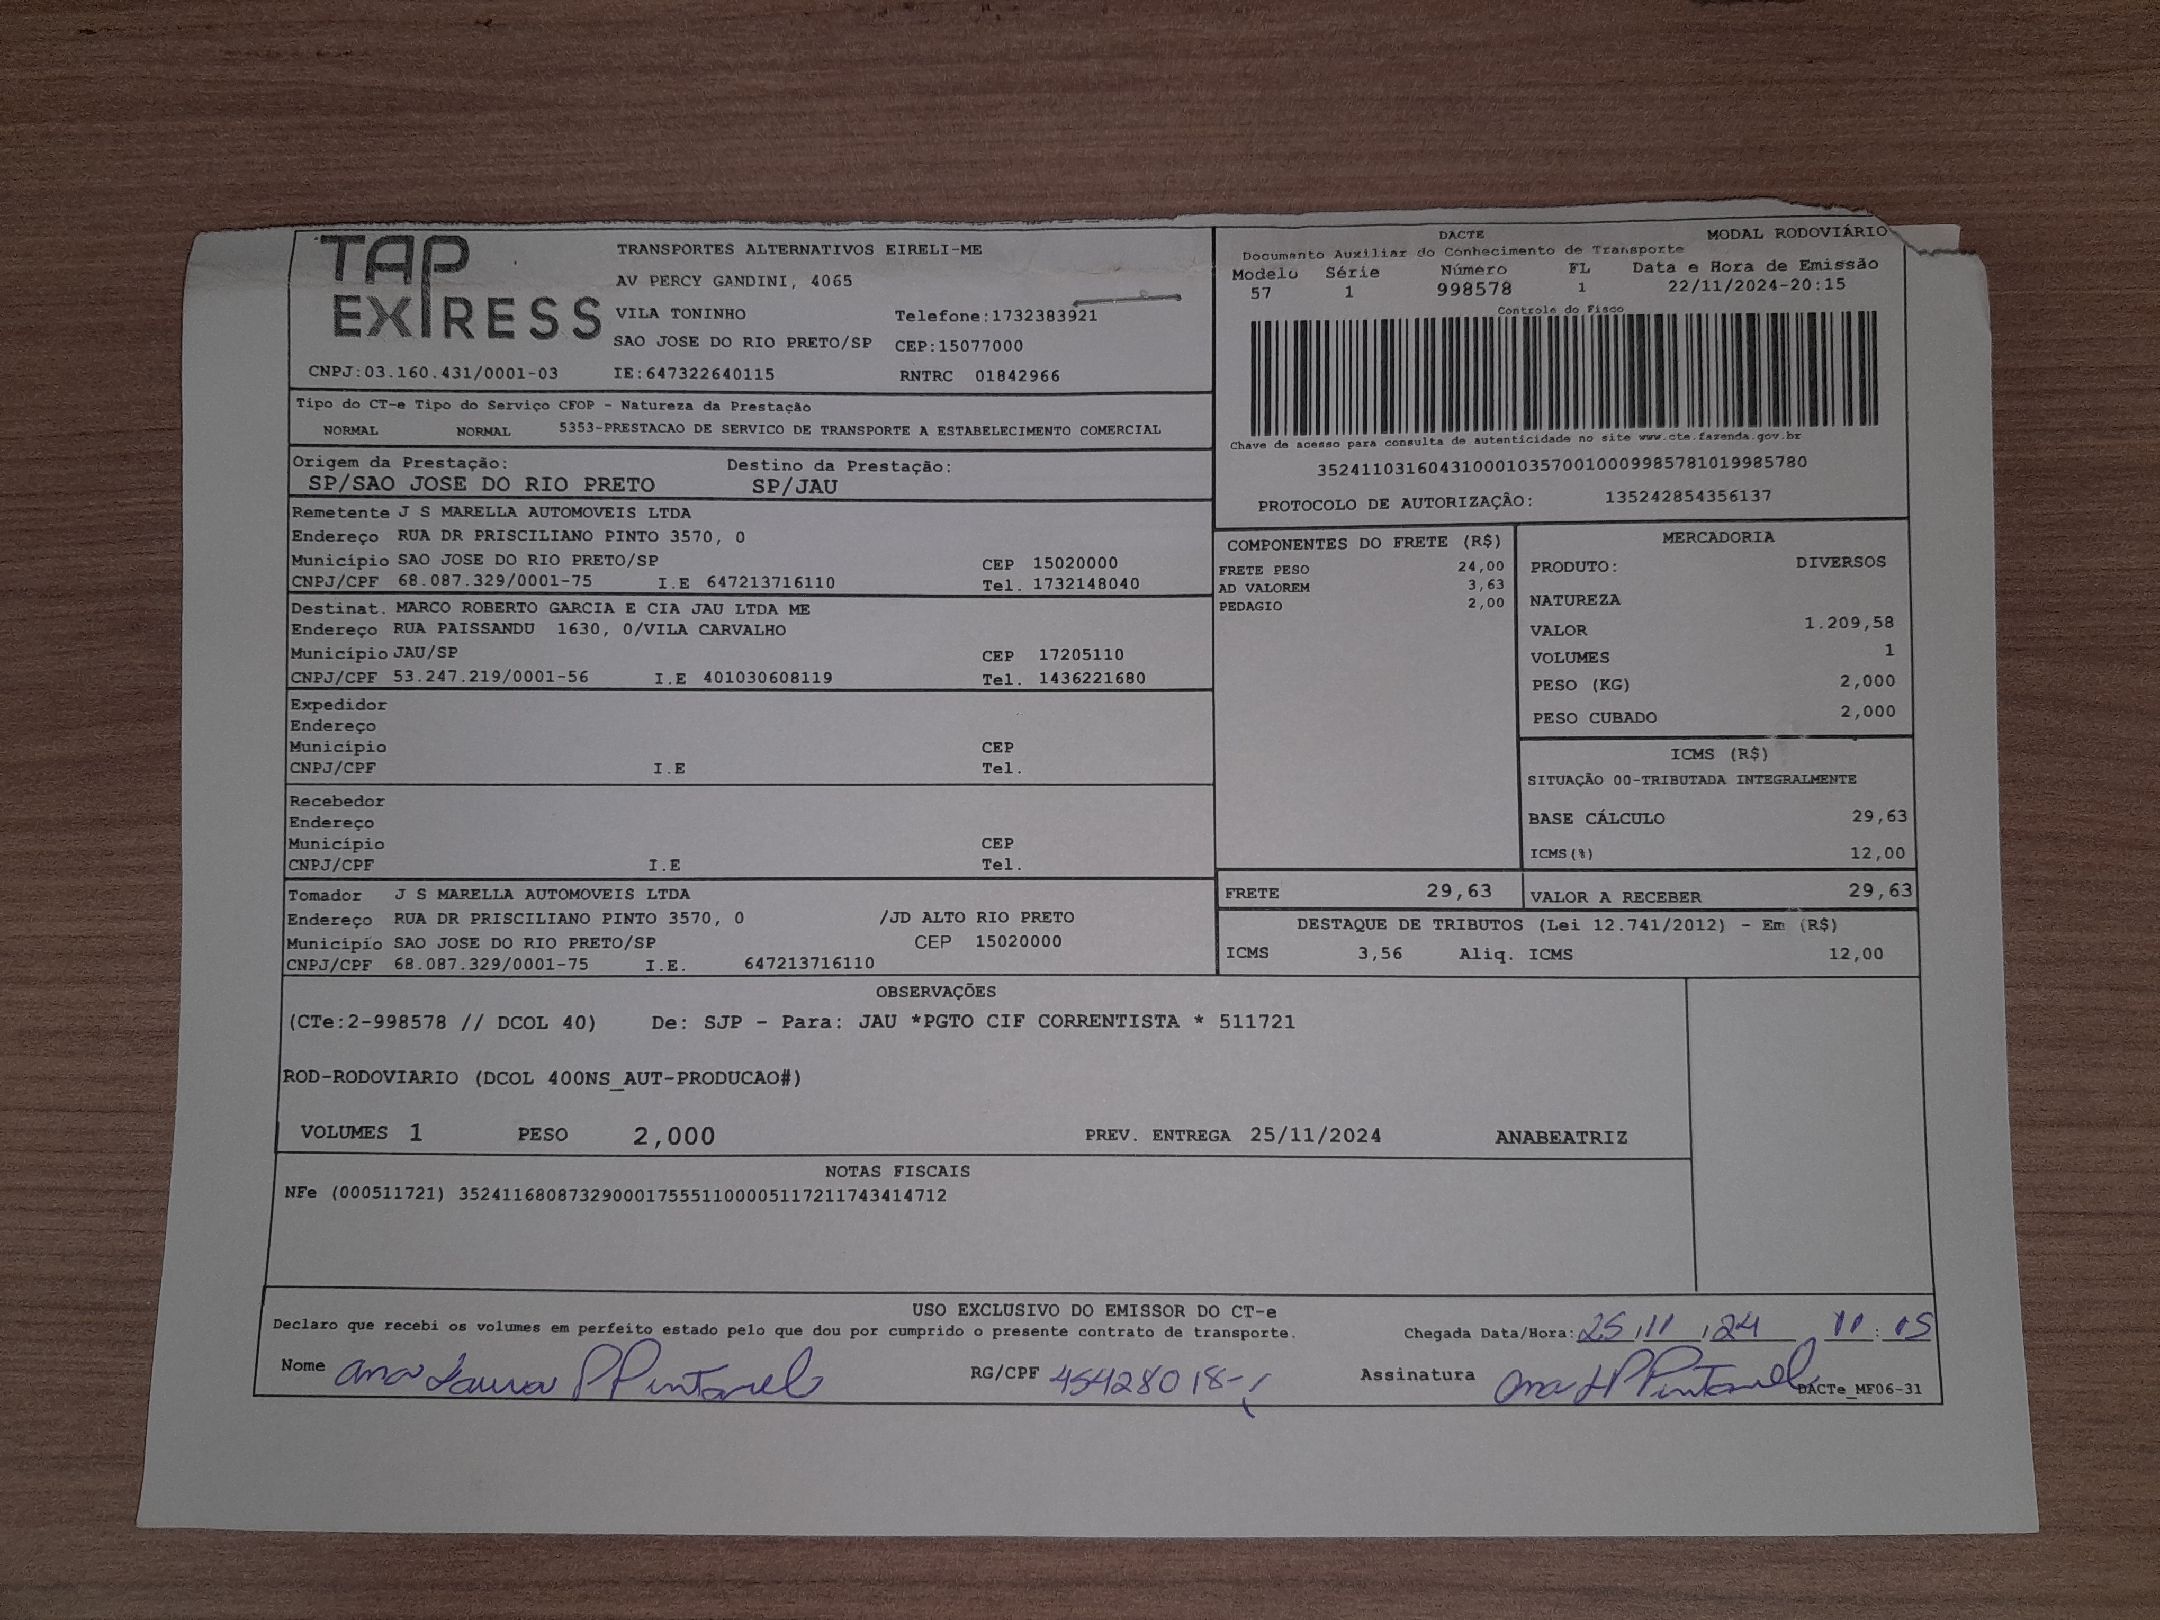 TAP EXPRESS
TRANSPORTES ALTERNATIVOS EIRELI-ME
AV PERCY GANDINI, 4065
VILA TONINHO Telefone:1732383921
SAO JOSE DO RIO PRETO/SP CEP:15077000
CNPJ:03.160.431/0001-03 IE:647322640115 RNTRC 01842966
DACTE MODAL RODOVIÁRIO
Documento Auxiliar do Conhecimento de Transporte
Modelo Série Número FL Data e Hora de Emissão
57 1 998578 1 22/11/2024-20:15
Controle do Fisco
Chave de acesso para consulta de autenticidade no site www.cte.fazenda.gov.br
35241103160431000103570010009985781019985780
PROTOCOLO DE AUTORIZAÇÃO: 135242854356137
Tipo do CT-e Tipo do Serviço CFOP - Natureza da Prestação
NORMAL NORMAL 5353-PRESTACAO DE SERVICO DE TRANSPORTE A ESTABELECIMENTO COMERCIAL
Origem da Prestação: Destino da Prestação:
SP/SAO JOSE DO RIO PRETO SP/JAU
Remetente J S MARELLA AUTOMOVEIS LTDA
Endereço RUA DR PRISCILIANO PINTO 3570, 0
Município SAO JOSE DO RIO PRETO/SP CEP 15020000
CNPJ/CPF 68.087.329/0001-75 I.E 647213716110 Tel. 1732148040
Destinat. MARCO ROBERTO GARCIA E CIA JAU LTDA ME
Endereço RUA PAISSANDU 1630, 0/VILA CARVALHO
Município JAU/SP CEP 17205110
CNPJ/CPF 53.247.219/0001-56 I.E 401030608119 Tel. 1436221680
Expedidor
Endereço
Município CEP
CNPJ/CPF I.E Tel.
Recebedor
Endereço
Município CEP
CNPJ/CPF I.E Tel.
Tomador J S MARELLA AUTOMOVEIS LTDA
Endereço RUA DR PRISCILIANO PINTO 3570, 0 /JD ALTO RIO PRETO
Município SAO JOSE DO RIO PRETO/SP CEP 15020000
CNPJ/CPF 68.087.329/0001-75 I.E. 647213716110
COMPONENTES DO FRETE (R$)
FRETE PESO 24,00
AD VALOREM 3,63
PEDAGIO 2,00
MERCADORIA
PRODUTO: DIVERSOS
NATUREZA
VALOR 1.209,58
VOLUMES 1
PESO (KG) 2,000
PESO CUBADO 2,000
ICMS (R$)
SITUAÇÃO 00-TRIBUTADA INTEGRALMENTE
BASE CÁLCULO 29,63
ICMS(%) 12,00
FRETE 29,63 VALOR A RECEBER 29,63
DESTAQUE DE TRIBUTOS (Lei 12.741/2012) - Em (R$)
ICMS 3,56 Aliq. ICMS 12,00
OBSERVAÇÕES
(CTe:2-998578 // DCOL 40) De: SJP - Para: JAU *PGTO CIF CORRENTISTA * 511721
ROD-RODOVIARIO (DCOL 400NS_AUT-PRODUCAO#)
VOLUMES 1 PESO 2,000 PREV. ENTREGA 25/11/2024 ANABEATRIZ
NOTAS FISCAIS
NFe (000511721) 35241168087329000175551100005117211743414712
USO EXCLUSIVO DO EMISSOR DO CT-e
Declaro que recebi os volumes em perfeito estado pelo que dou por cumprido o presente contrato de transporte. Chegada Data/Hora: 25/11/24 11:15
Nome Ana Laura P Pintanel RG/CPF 45428018- Assinatura Ana L P Pintanel
DACTe_MF06-31